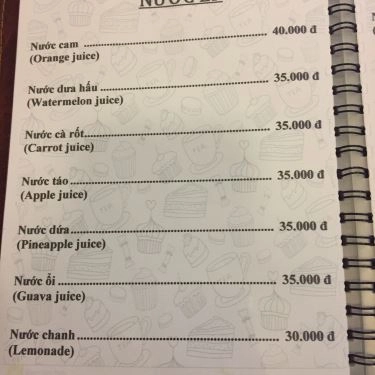 Nước cam ........ 40.000 đ
(Orange juice)
Nước dưa hấu ........ 35.000 đ
(Watermelon juice)
Nước cà rốt........ 35.000 đ
(Carrot juice)
Nước táo ........ 35.000 đ
(Apple juice)
Nước dứa ........ 35.000 đ
(Pineapple juice)
Nước ổi ........ 35.000 đ
(Guava juice)
Nước chanh ........ 30.000 đ
(Lemonade)